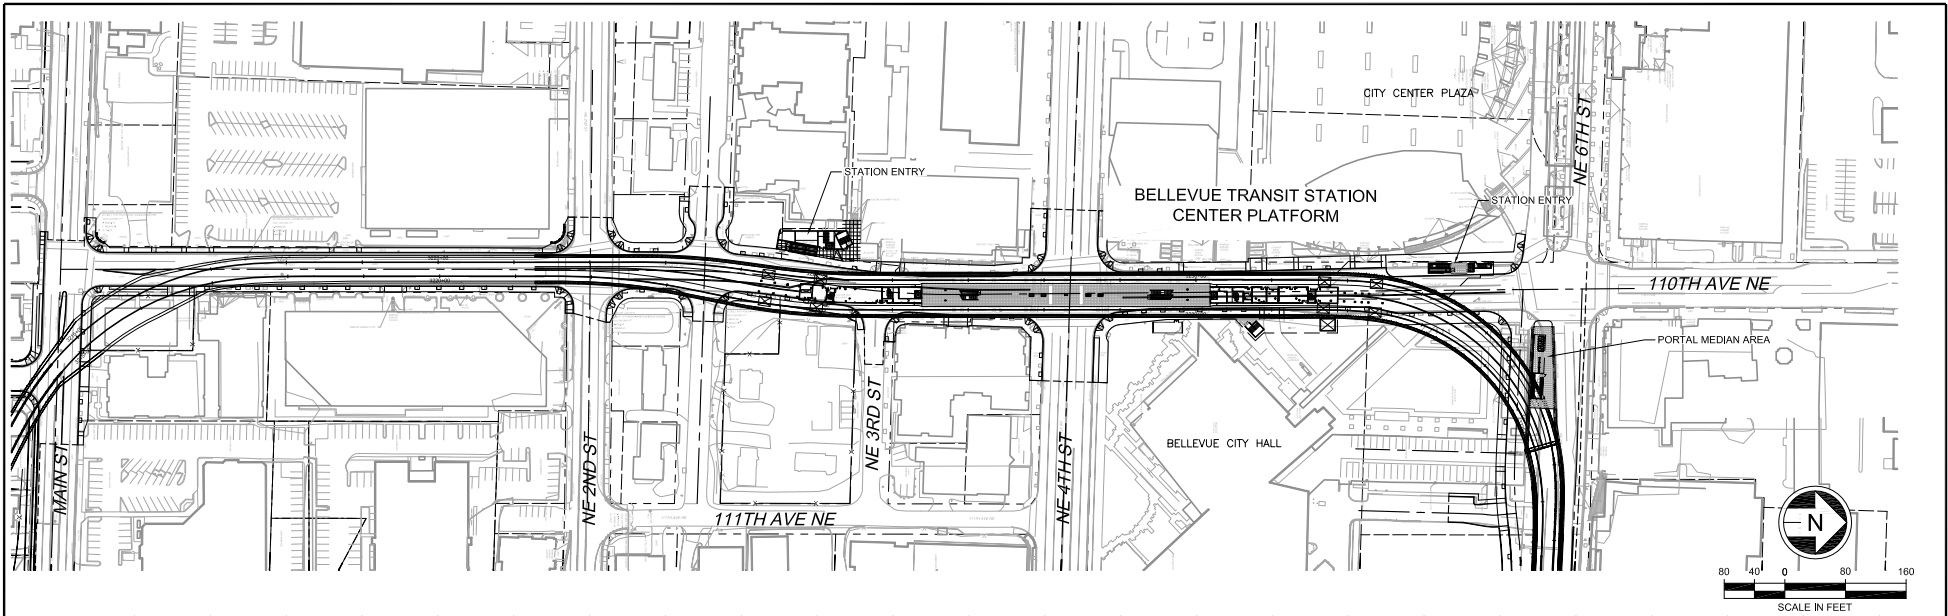 CITY CENTER PLAZA
NE 6TH ST
STATION ENTRY
BELLEVUE TRANSIT STATION
CENTER PLATFORM
STATION ENTRY
110TH AVE NE
PORTAL MEDIAN AREA
MAIN ST
NE 2ND ST
NE 3RD ST
NE 4TH ST
BELLEVUE CITY HALL
111TH AVE NE
N
80 40 0 80 160
SCALE IN FEET